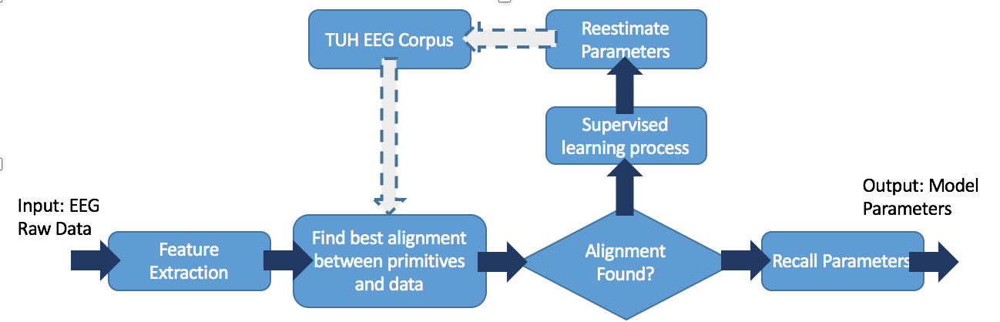 TUH EEG Corpus
Reestimate
Parameters
Supervised
learning process
Input: EEG
Raw Data
Feature
Extraction
Find best alignment
between primitives
and data
Alignment
Found?
Recall Parameters
Output: Model
Parameters